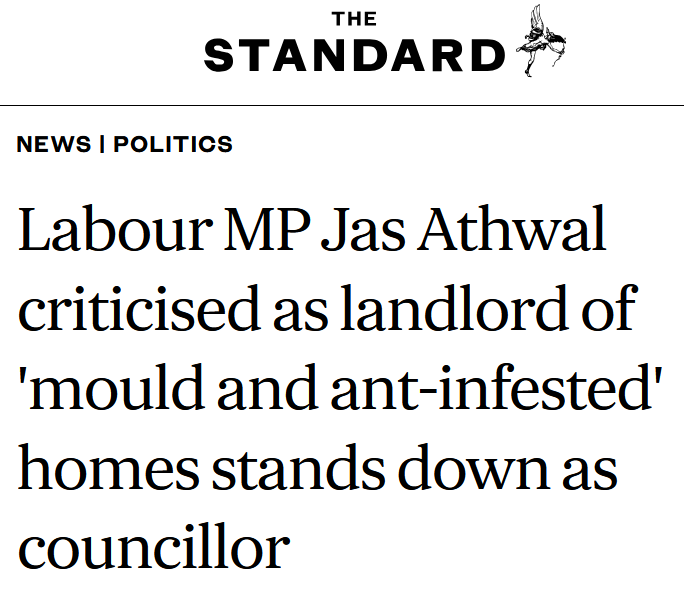 THE
STANDARD
NEWS | POLITICS
Labour MP Jas Athwal
criticised as landlord of
'mould and ant-infested'
homes stands down as
councillor